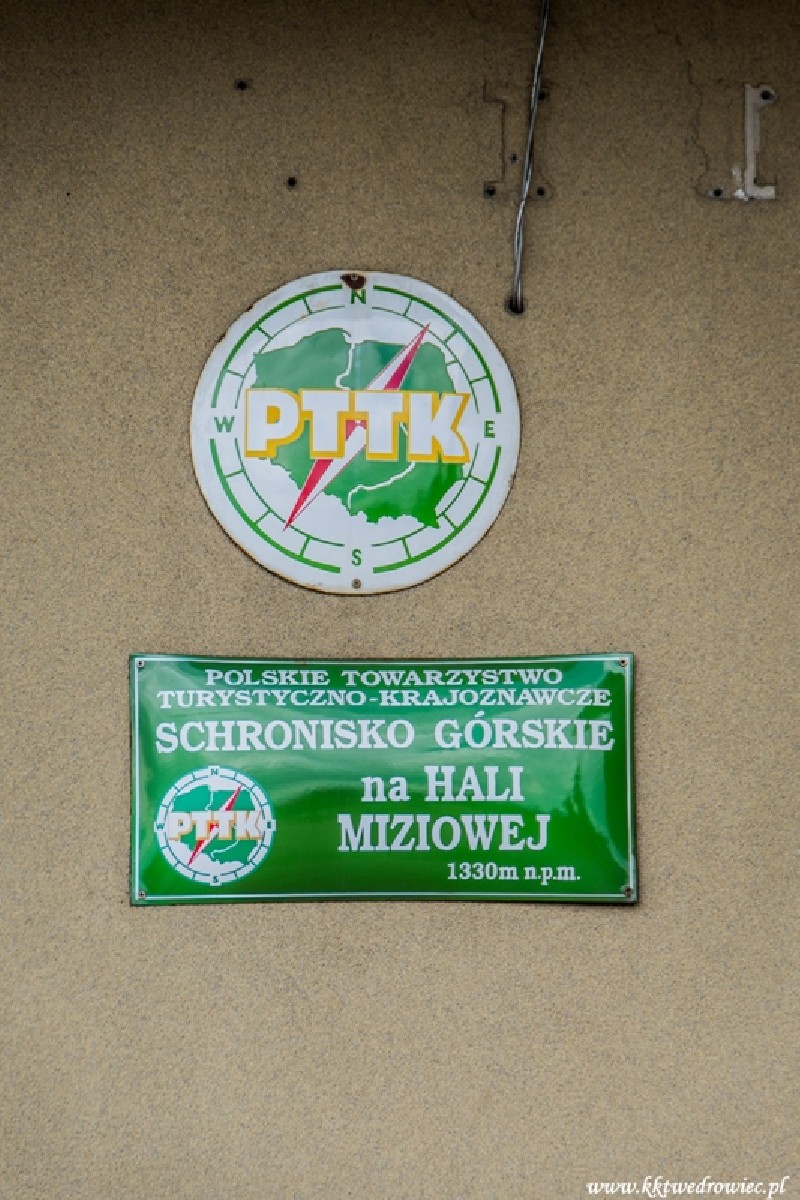 N
W
PTTK
E
S
POLSKIE TOWARZYSTWO
TURYSTYCZNO-KRAJOZNAWCZE
SCHRONISKO GÓRSKIE
na HALI
MIZIOWEJ
1330m n.p.m.
N
PTTK
S
www.kktwedrowiec.pl